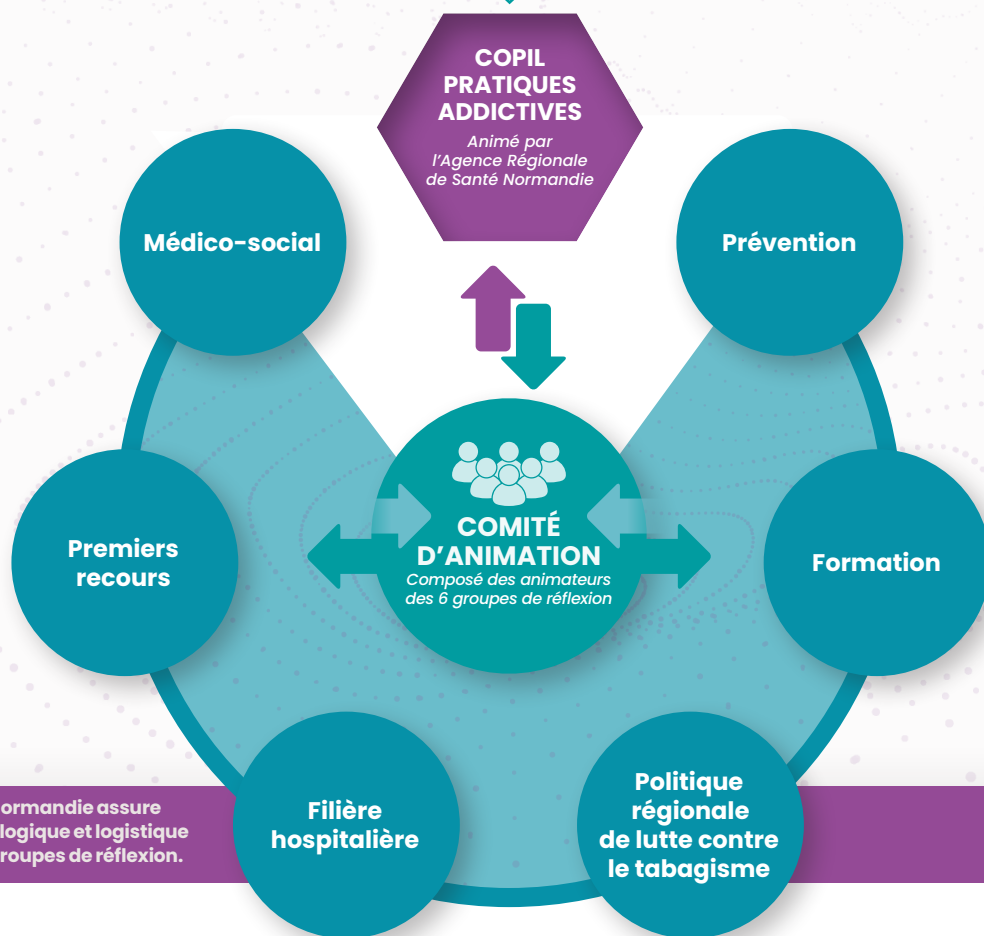 COPIL
PRATIQUES
ADDICTIVES
Animé par
l’Agence Régionale
de Santé Normandie
Médico-social
Prévention
COMITÉ
D’ANIMATION
Composé des animateurs
des 6 groupes de réflexion
Premiers
recours
Formation
Filière
hospitalière
Politique
régionale
de lutte contre
le tabagisme
ormandie assure
logique et logistique
roupes de réflexion.